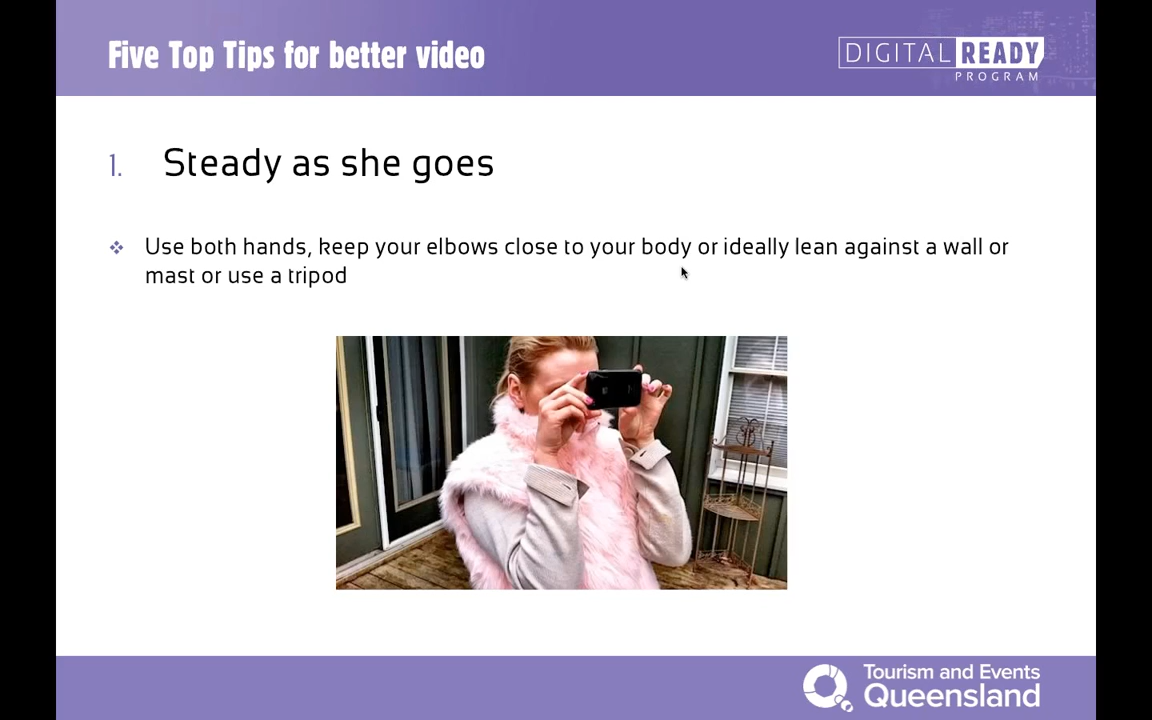 Five Top Tips for better video
DIGITAL READY
PROGRAM
1. Steady as she goes
❖ Use both hands, keep your elbows close to your body or ideally lean against a wall or
mast or use a tripod
Tourism and Events
Queensland